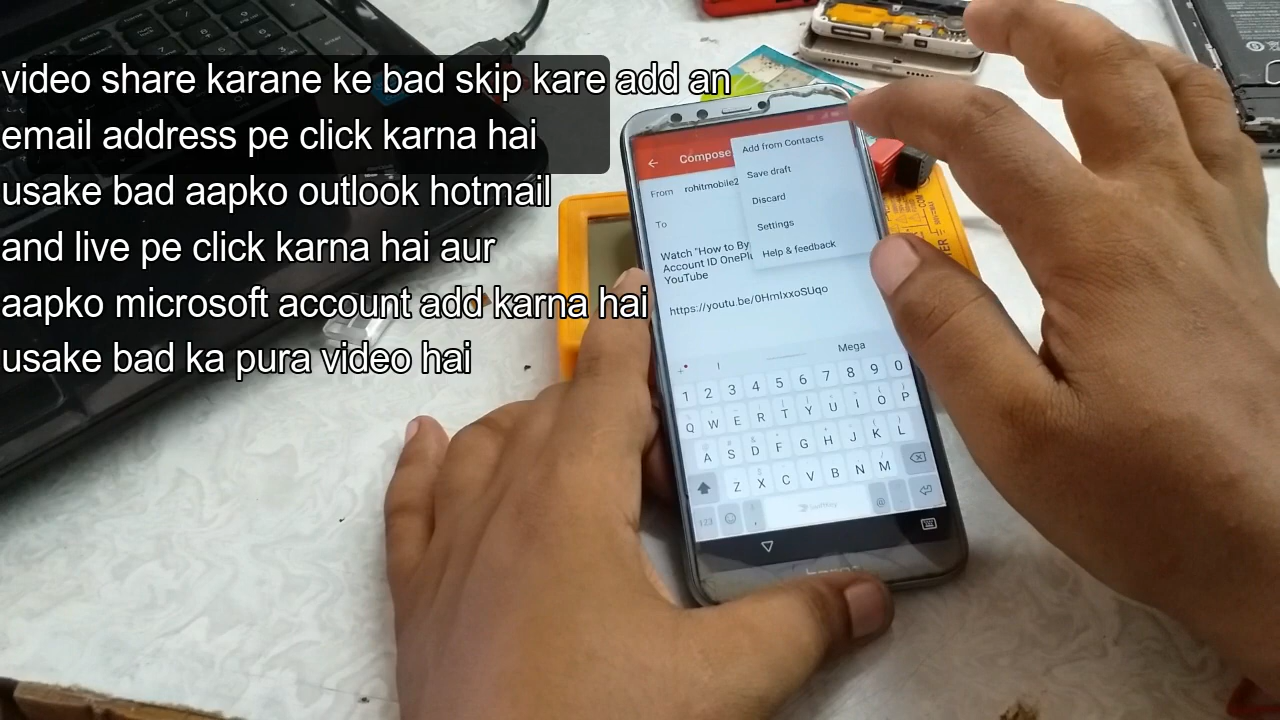 video share karane ke bad skip kare add an
email address pe click karna hai
usake bad aapko outlook hotmail
and live pe click karna hai aur
aapko microsoft account add karna hai
usake bad ka pura video hai
Compose
Add from Contacts
Save draft
Discard
Settings
Help & feedback
From rohitmobile2
To
Watch "How to By
Account ID OnePl
YouTube
https://youtu.be/0HmIxxoSUqo
Mega
1 2 3 4 5 6 7 8 9 0
Q W E R T Y U I O P
A S D F G H J K L
Z X C V B N M
123 , SwiftKey @